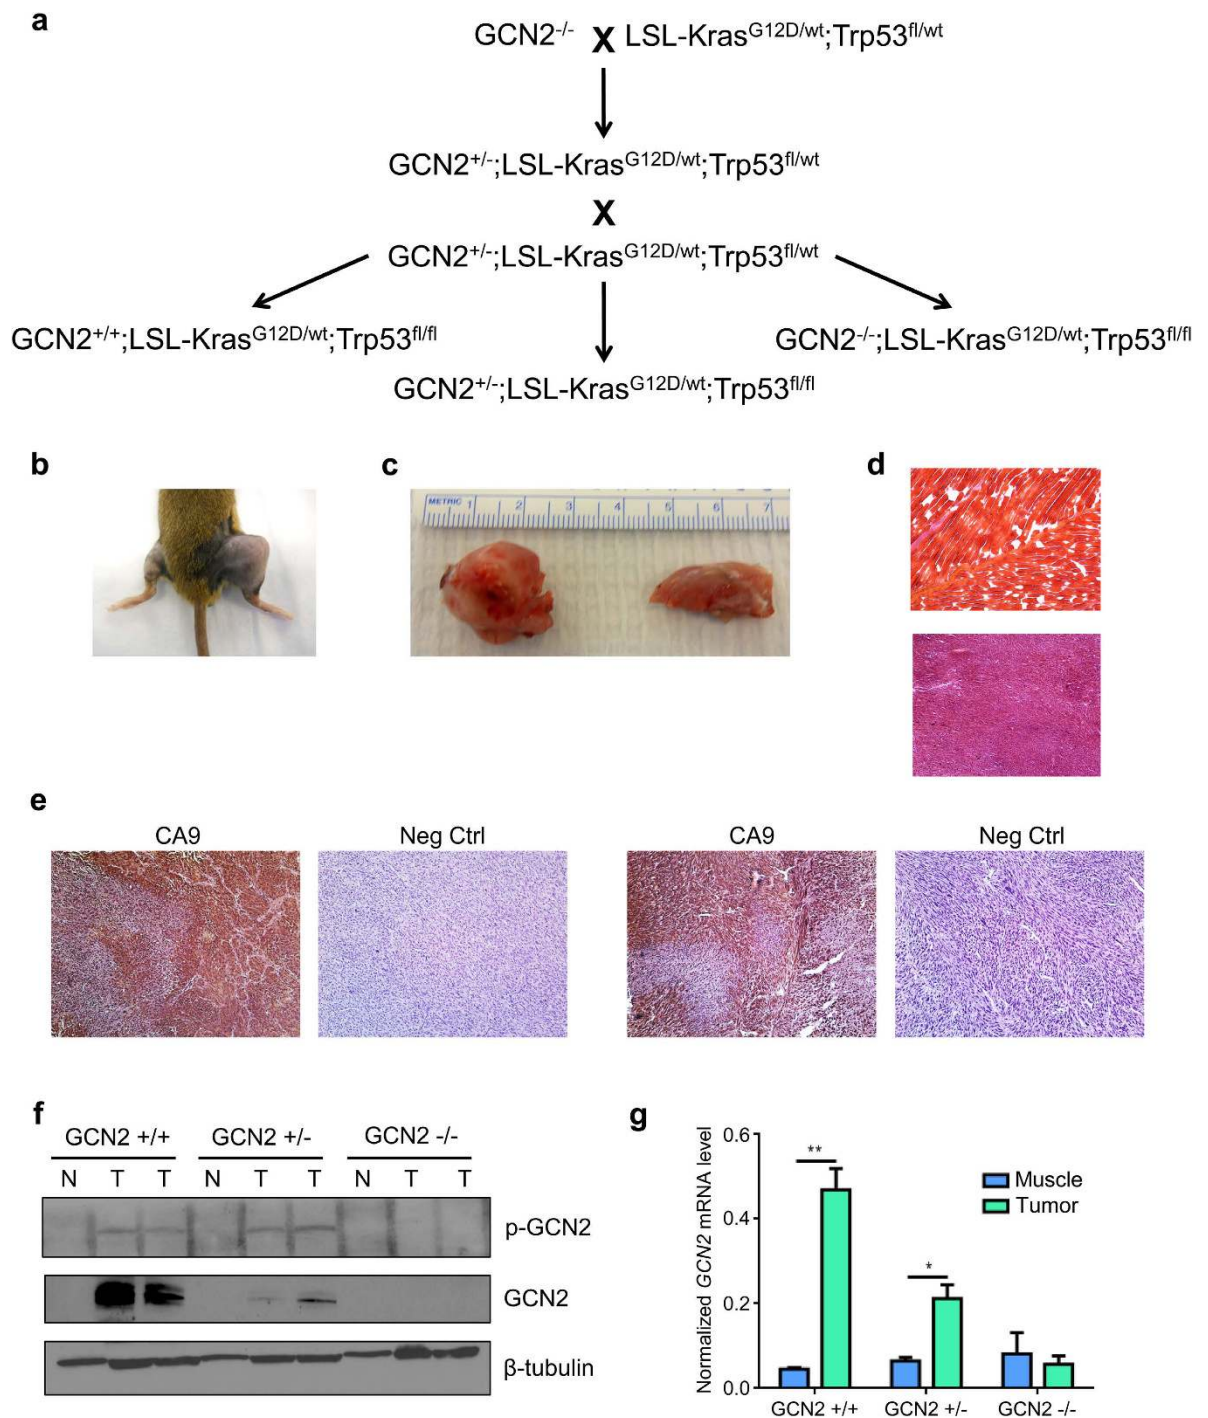 a
GCN2-/- X LSL-KrasG12D/wt;Trp53fl/wt
GCN2+/-;LSL-KrasG12D/wt;Trp53fl/wt
X
GCN2+/-;LSL-KrasG12D/wt;Trp53fl/wt
GCN2+/+;LSL-KrasG12D/wt;Trp53fl/fl
GCN2-/-;LSL-KrasG12D/wt;Trp53fl/fl
GCN2+/-;LSL-KrasG12D/wt;Trp53fl/fl
b
c
d
METRIC 1 2 3 4 5 6 7
e
CA9
Neg Ctrl
CA9
Neg Ctrl
f
GCN2 +/+ GCN2 +/- GCN2 -/-
N T T N T T N T T
p-GCN2
GCN2
β-tubulin
g
Normalized GCN2 mRNA level
0.6
0.4
0.2
0.0
**
*
Muscle
Tumor
GCN2 +/+ GCN2 +/- GCN2 -/-